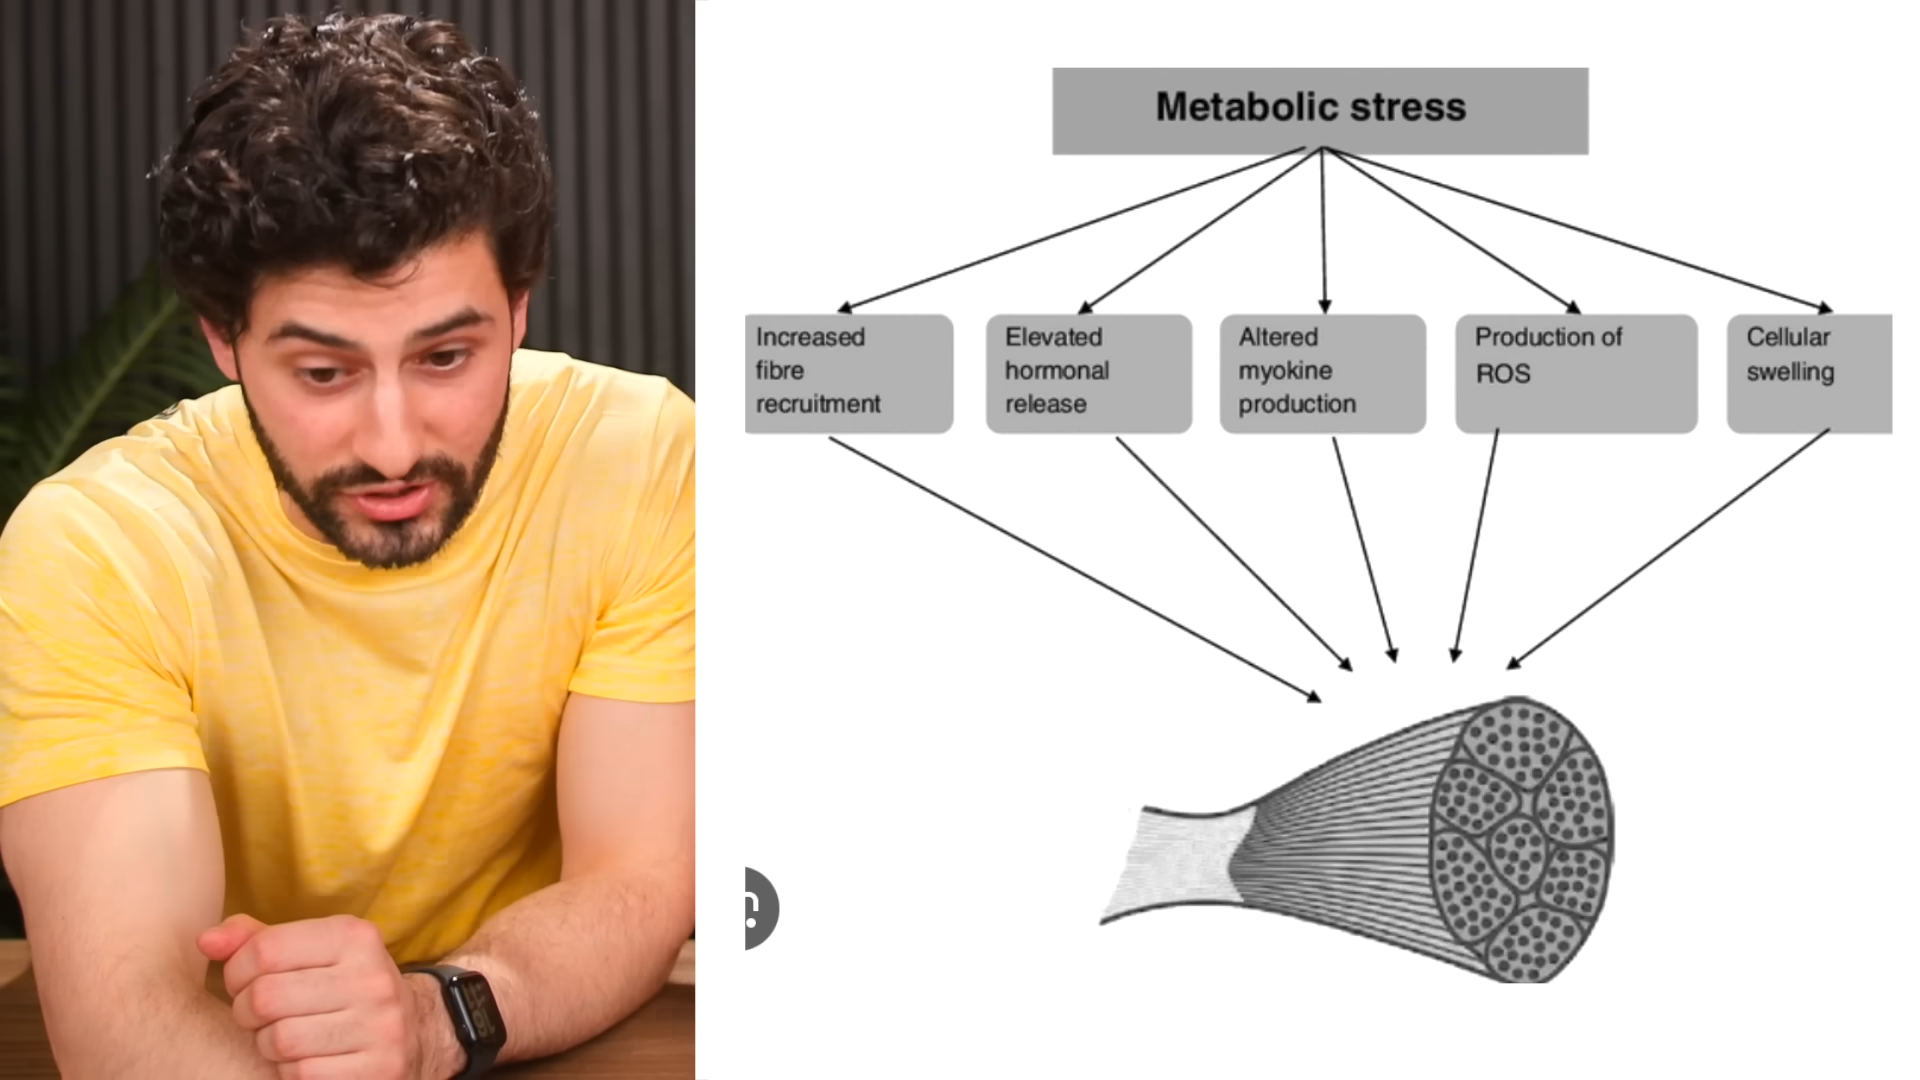 Metabolic stress
Increased
fibre
recruitment
Elevated
hormonal
release
Altered
myokine
production
Production of
ROS
Cellular
swelling